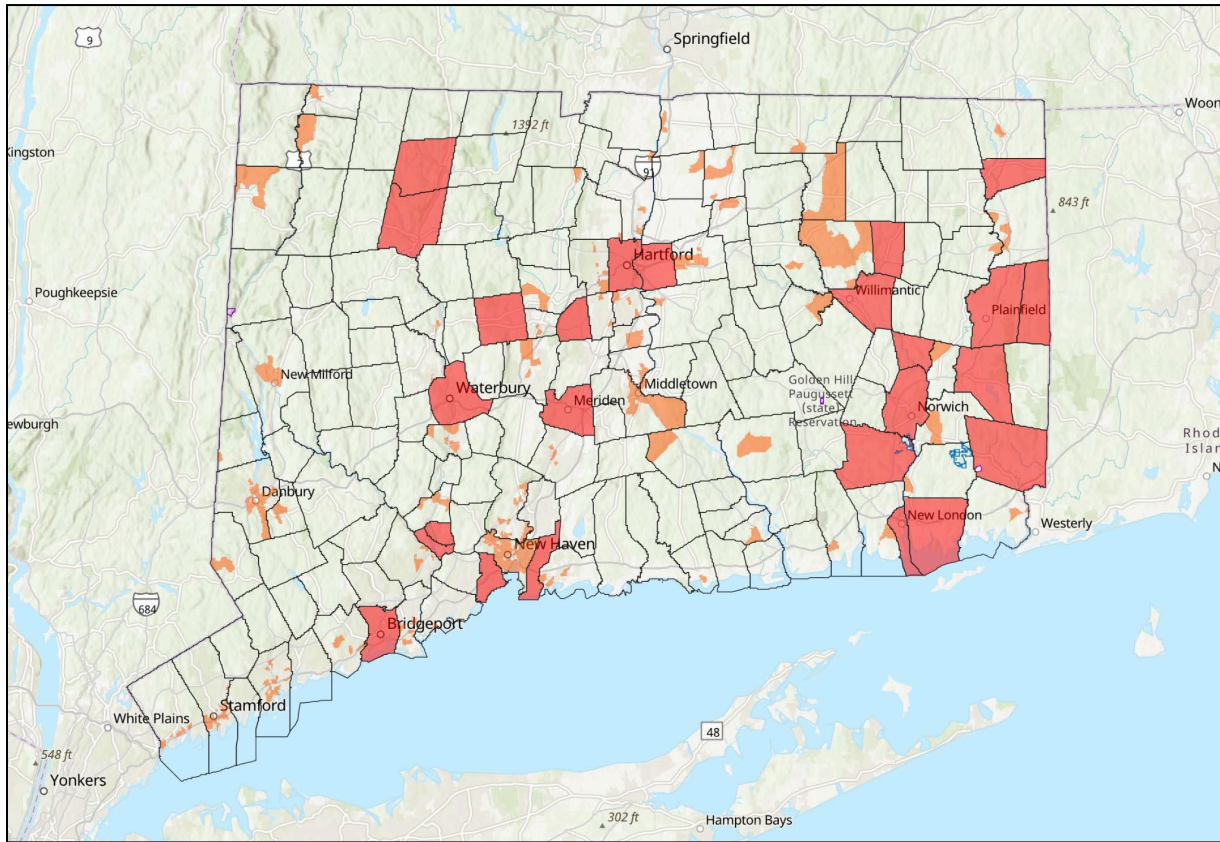 9
Springfield
Woon
1392 ft
Kingston
7
91
843 ft
Hartford
Poughkeepsie
Willimantic
Plainfield
New Milford
Waterbury
Middletown
Meriden
Golden Hill
Paugussett
(state)
Reservation
Norwich
ewburgh
Rhod
Islan
N
Danbury
New London
Westerly
New Haven
684
Bridgeport
Stamford
White Plains
48
548 ft
Yonkers
302 ft
Hampton Bays